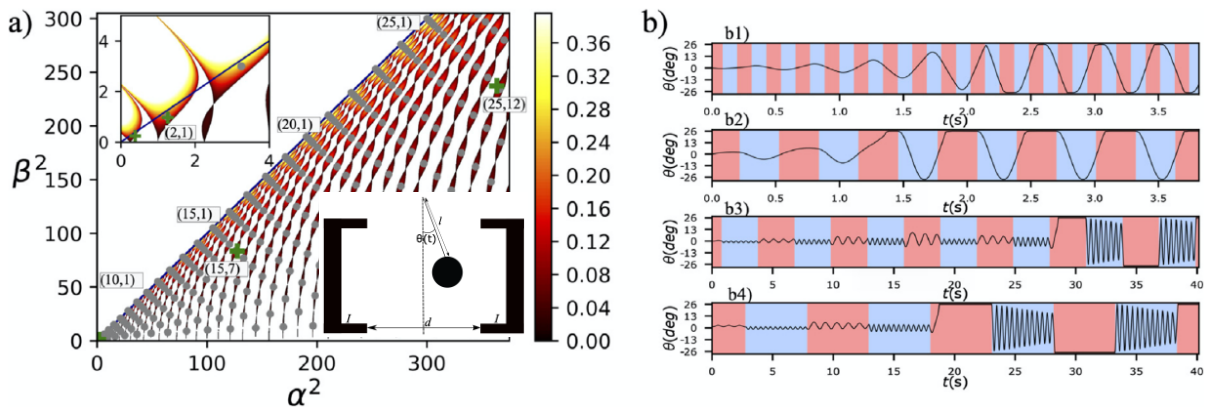 a)
β²
300
250
200
150
100
50
0
0
100
200
300
α²
4
2
0
0
2
4
(2,1)
(10,1)
(15,1)
(20,1)
(25,1)
(25,12)
(15,7)
θ(t)
l
I
d
I
0.36
0.32
0.28
0.24
0.20
0.16
0.12
0.08
0.04
0.00
b)
b1)
θ(deg)
26
13
0
-13
-26
0.0 0.5 1.0 1.5 2.0 2.5 3.0 3.5
t(s)
b2)
θ(deg)
26
13
0
-13
-26
0.0 0.5 1.0 1.5 2.0 2.5 3.0 3.5
t(s)
b3)
θ(deg)
26
13
0
-13
-26
0 5 10 15 20 25 30 35 40
t(s)
b4)
θ(deg)
26
13
0
-13
-26
0 5 10 15 20 25 30 35 40
t(s)